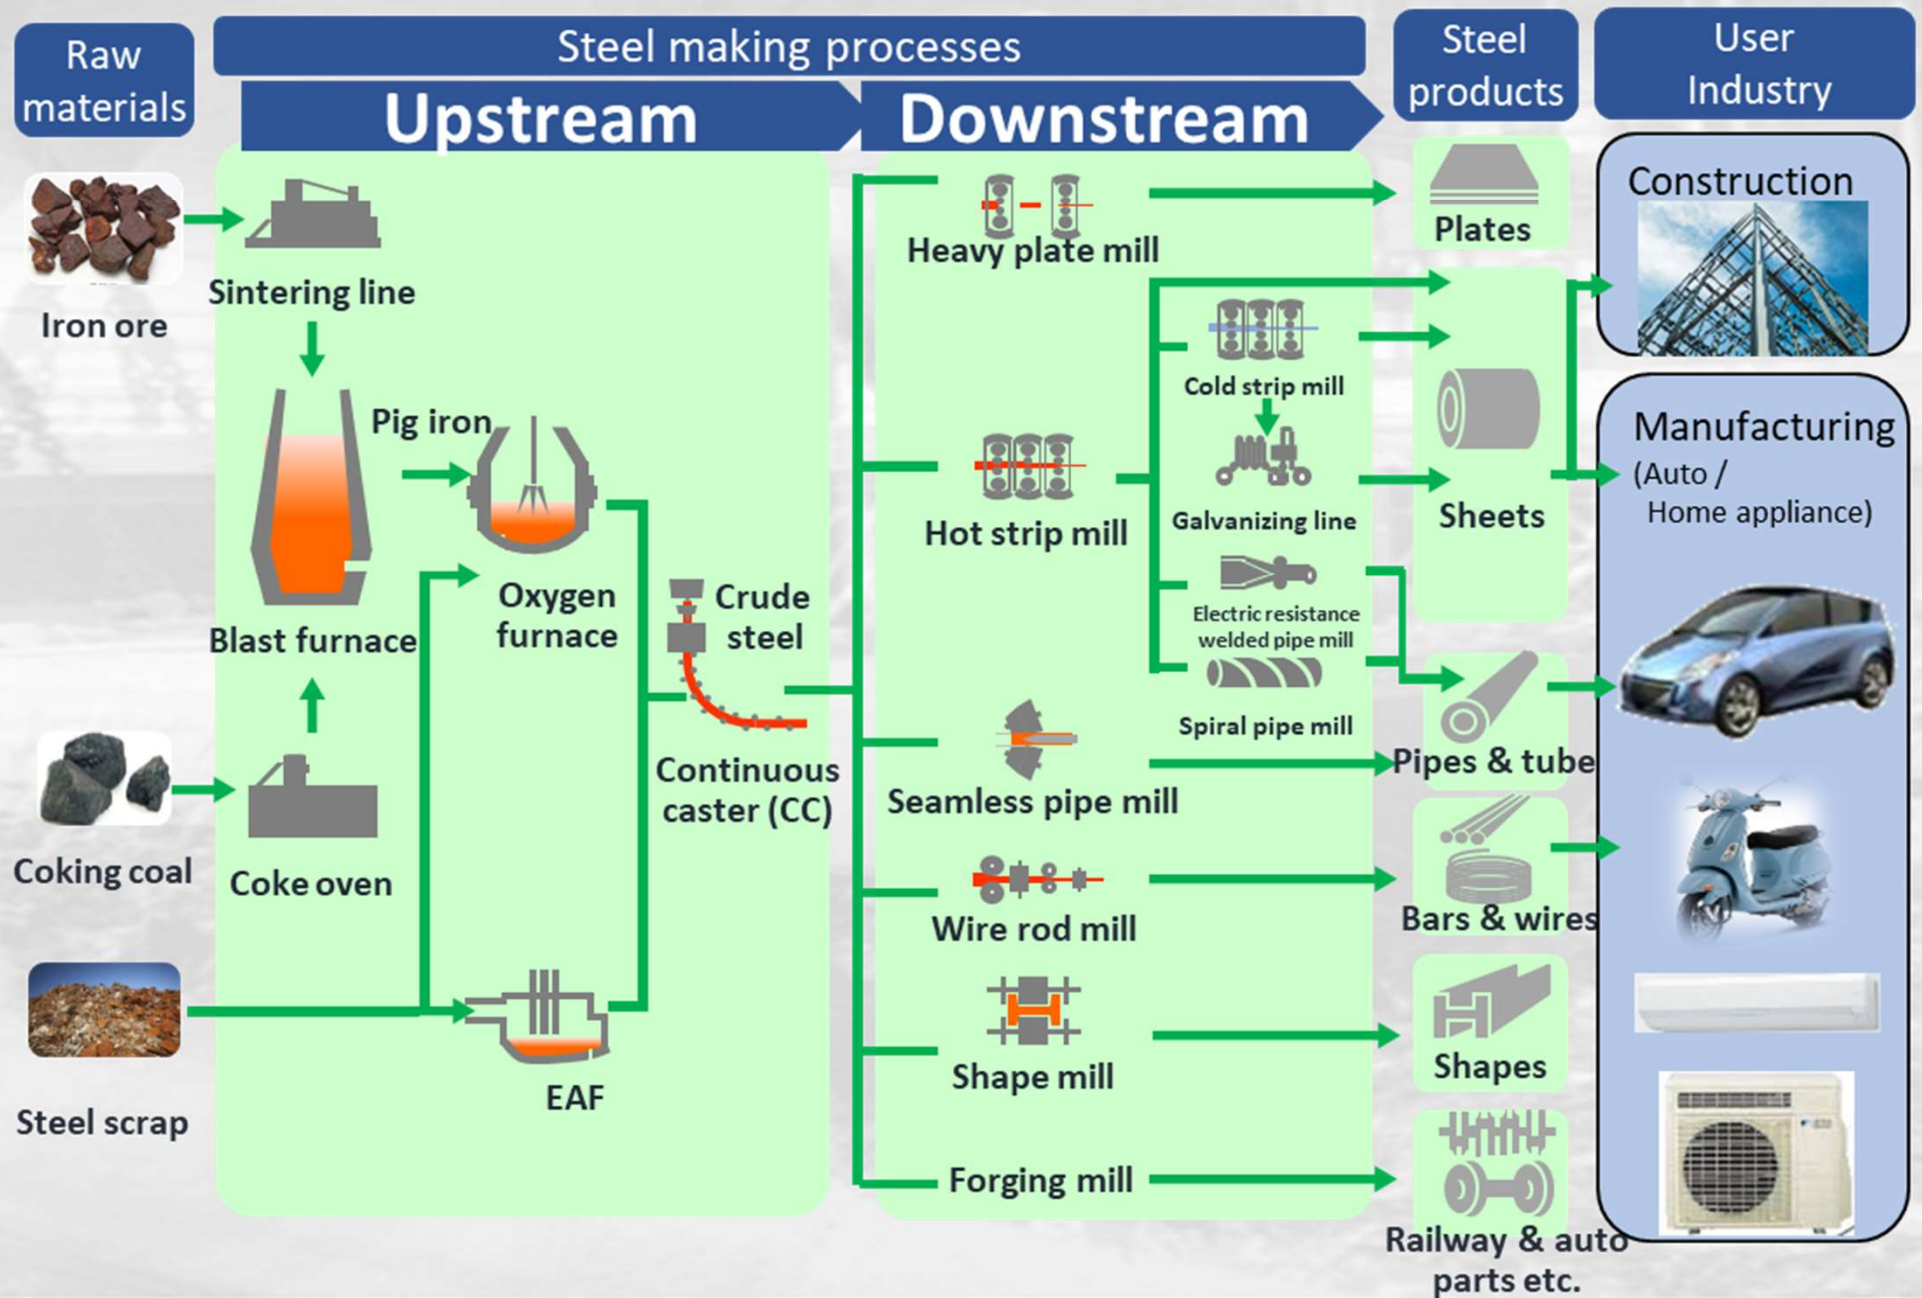 Raw
materials
Steel making processes
Steel
products
User
Industry
Upstream
Downstream
Iron ore
Sintering line
Pig iron
Blast furnace
Oxygen
furnace
Crude
steel
Continuous
caster (CC)
Coking coal
Coke oven
Steel scrap
EAF
Heavy plate mill
Hot strip mill
Cold strip mill
Galvanizing line
Electric resistance
welded pipe mill
Spiral pipe mill
Seamless pipe mill
Wire rod mill
Shape mill
Forging mill
Plates
Sheets
Pipes & tube
Bars & wires
Shapes
Railway & auto
parts etc.
Construction
Manufacturing
(Auto /
Home appliance)